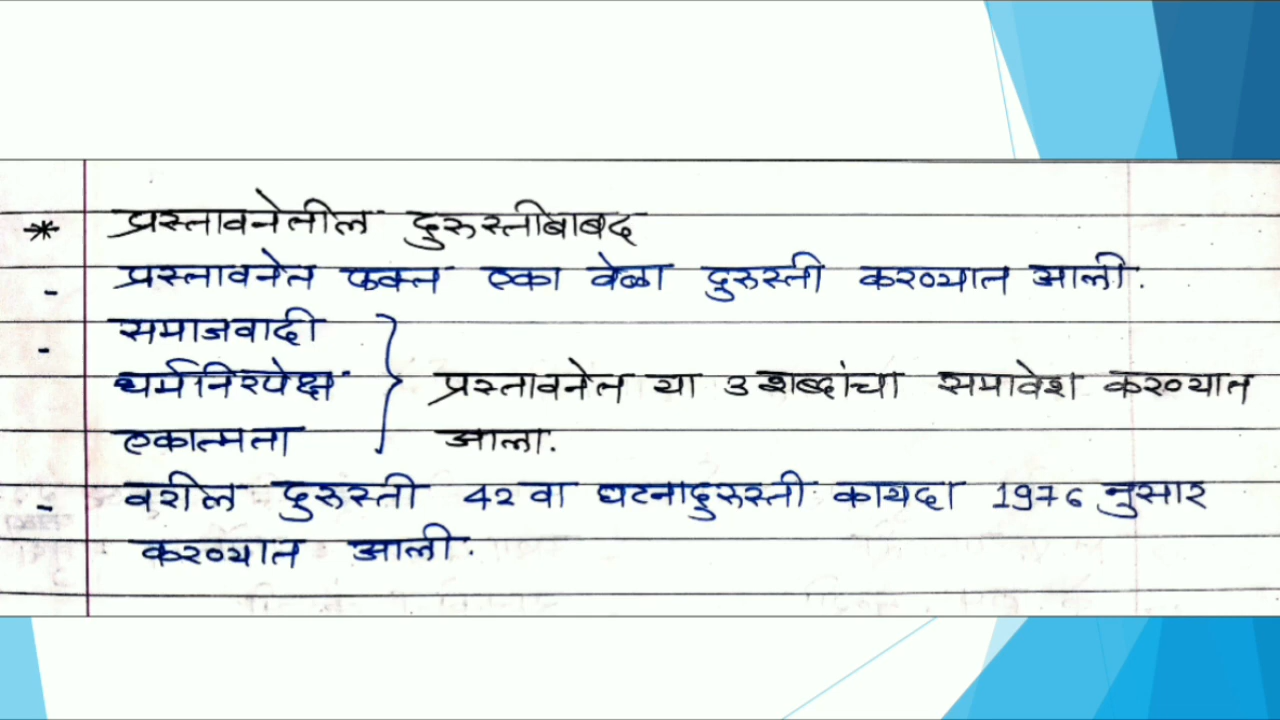 * प्रस्तावनेतील दुरुस्तीबाबद
- प्रस्तावनेत फक्त एका वेळा दुरुस्ती करण्यात आली.
- समाजवादी
धर्मनिरपेक्ष } प्रस्तावनेत या 3 शब्दांचा समावेश करण्यात
एकात्मता आला.
- वरील दुरुस्ती 42 वा घटनादुरुस्ती कायदा 1976 नुसार
करण्यात आली.